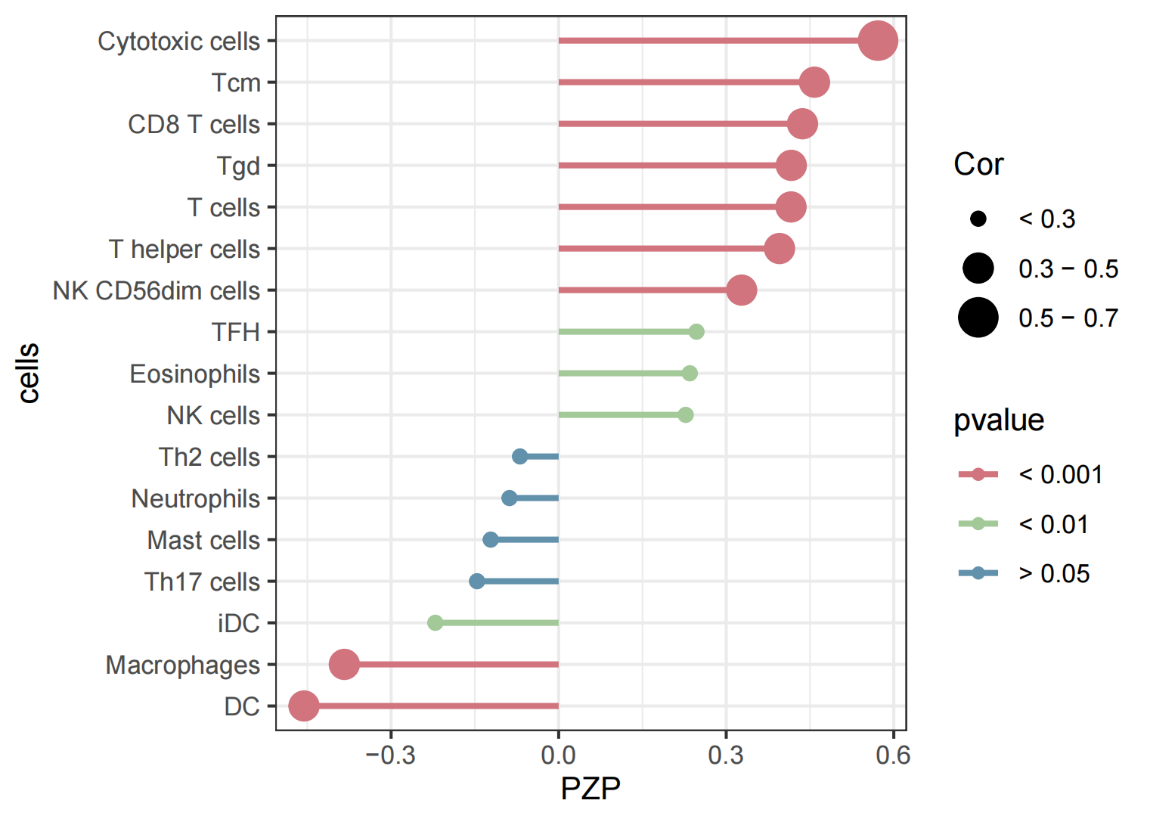 Cytotoxic cells
Tcm
CD8 T cells
Tgd
T cells
T helper cells
NK CD56dim cells
TFH
Eosinophils
NK cells
Th2 cells
Neutrophils
Mast cells
Th17 cells
iDC
Macrophages
DC
cells
−0.3 0.0 0.3 0.6
PZP
Cor
< 0.3
0.3 − 0.5
0.5 − 0.7
pvalue
< 0.001
< 0.01
> 0.05